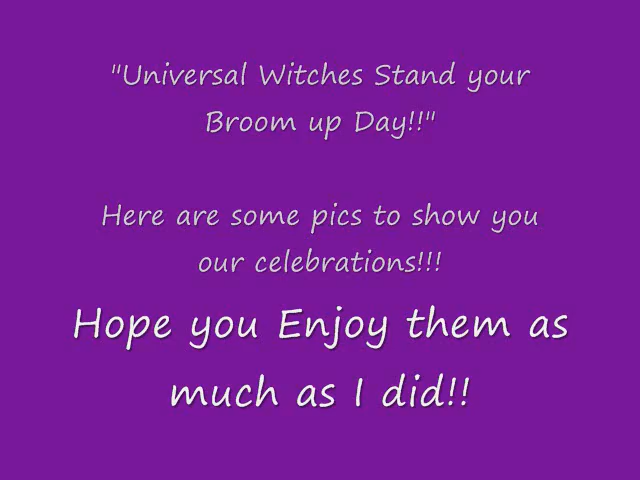 "Universal Witches Stand your
Broom up Day!!"
Here are some pics to show you
our celebrations!!!
Hope you Enjoy them as
much as I did!!